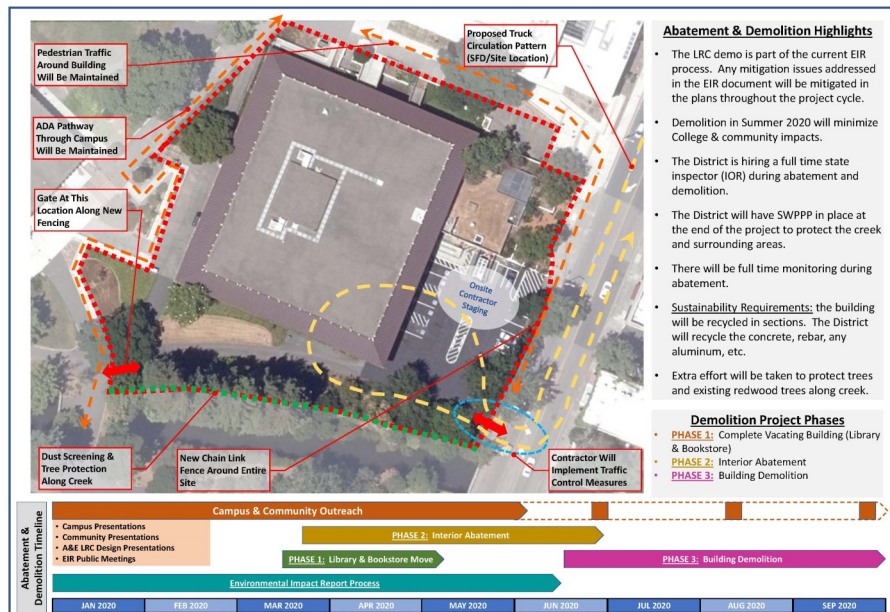 Pedestrian Traffic
Around Building
Will Be Maintained
Proposed Truck
Circulation Pattern
(SFD/Site Location)
ADA Pathway
Through Campus
Will Be Maintained
Gate At This
Location Along New
Fencing
Onsite
Contractor
Staging
Dust Screening &
Tree Protection
Along Creek
New Chain Link
Fence Around Entire
Site
Contractor Will
Implement Traffic
Control Measures
Abatement & Demolition Highlights
• The LRC demo is part of the current EIR
process. Any mitigation issues addressed
in the EIR document will be mitigated in
the plans throughout the project cycle.
• Demolition in Summer 2020 will minimize
College & community impacts.
• The District is hiring a full time state
inspector (IOR) during abatement and
demolition.
• The District will have SWPPP in place at
the end of the project to protect the creek
and surrounding areas.
• There will be full time monitoring during
abatement.
• Sustainability Requirements: the building
will be recycled in sections. The District
will recycle the concrete, rebar, any
aluminum, etc.
• Extra effort will be taken to protect trees
and existing redwood trees along creek.
Demolition Project Phases
• PHASE 1: Complete Vacating Building (Library
& Bookstore)
• PHASE 2: Interior Abatement
• PHASE 3: Building Demolition
Abatement &
Demolition Timeline
Campus & Community Outreach
• Campus Presentations
• Community Presentations
• A&E LRC Design Presentations
• EIR Public Meetings
PHASE 2: Interior Abatement
PHASE 1: Library & Bookstore Move
PHASE 3: Building Demolition
Environmental Impact Report Process
JAN 2020
FEB 2020
MAR 2020
APR 2020
MAY 2020
JUN 2020
JUL 2020
AUG 2020
SEP 2020